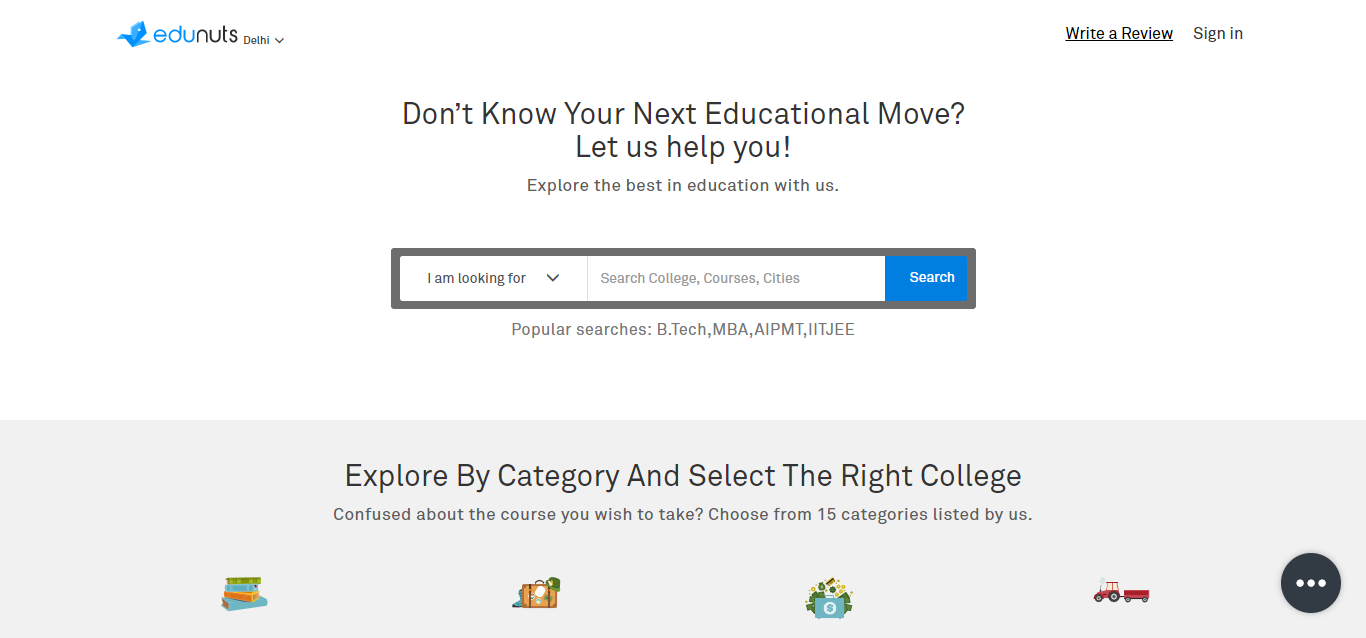 edunuts Delhi
Write a Review Sign in
Don't Know Your Next Educational Move?
Let us help you!
Explore the best in education with us.
I am looking for Search College, Courses, Cities Search
Popular searches: B.Tech,MBA,AIPMT,IITJEE
Explore By Category And Select The Right College
Confused about the course you wish to take? Choose from 15 categories listed by us.